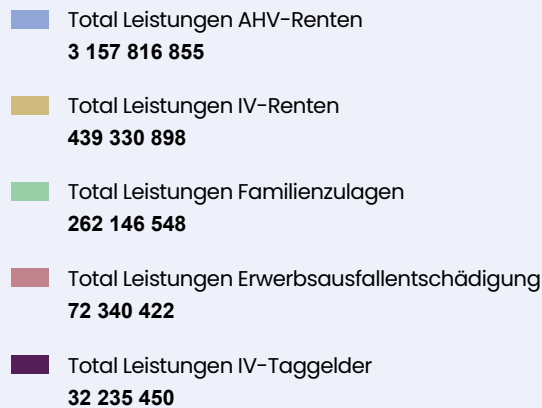 Total Leistungen AHV-Renten
3 157 816 855
Total Leistungen IV-Renten
439 330 898
Total Leistungen Familienzulagen
262 146 548
Total Leistungen Erwerbsausfallentschädigung
72 340 422
Total Leistungen IV-Taggelder
32 235 450